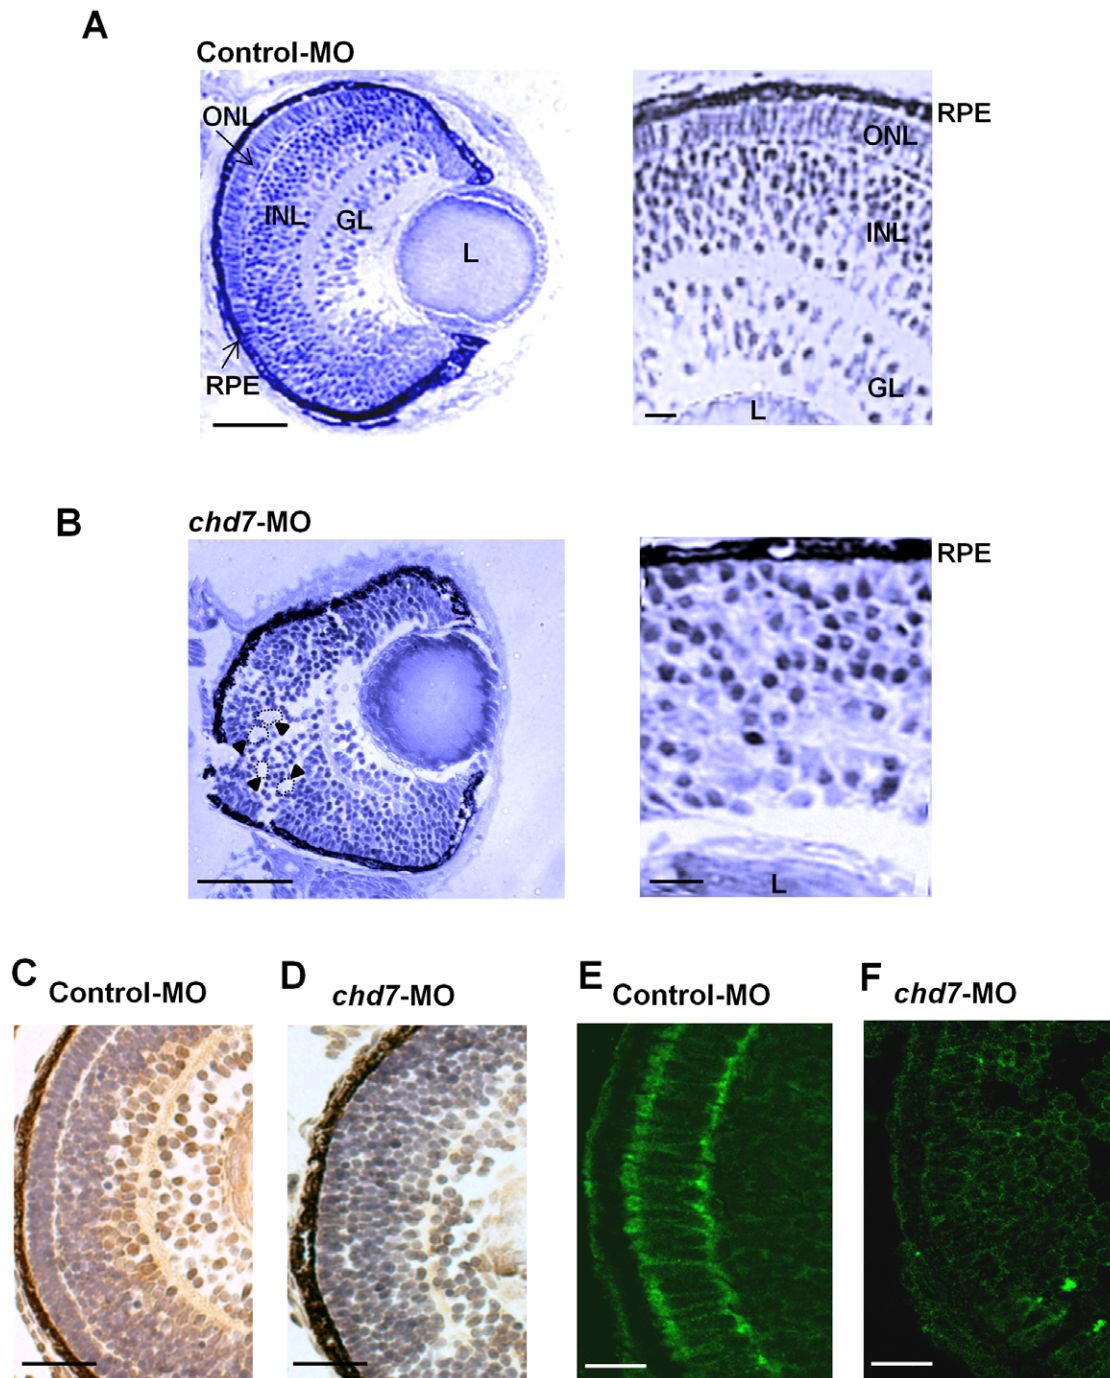 A
Control-MO
ONL
INL
GL
L
RPE
RPE
ONL
INL
GL
L
B
chd7-MO
RPE
L
C
Control-MO
D
chd7-MO
E
Control-MO
F
chd7-MO